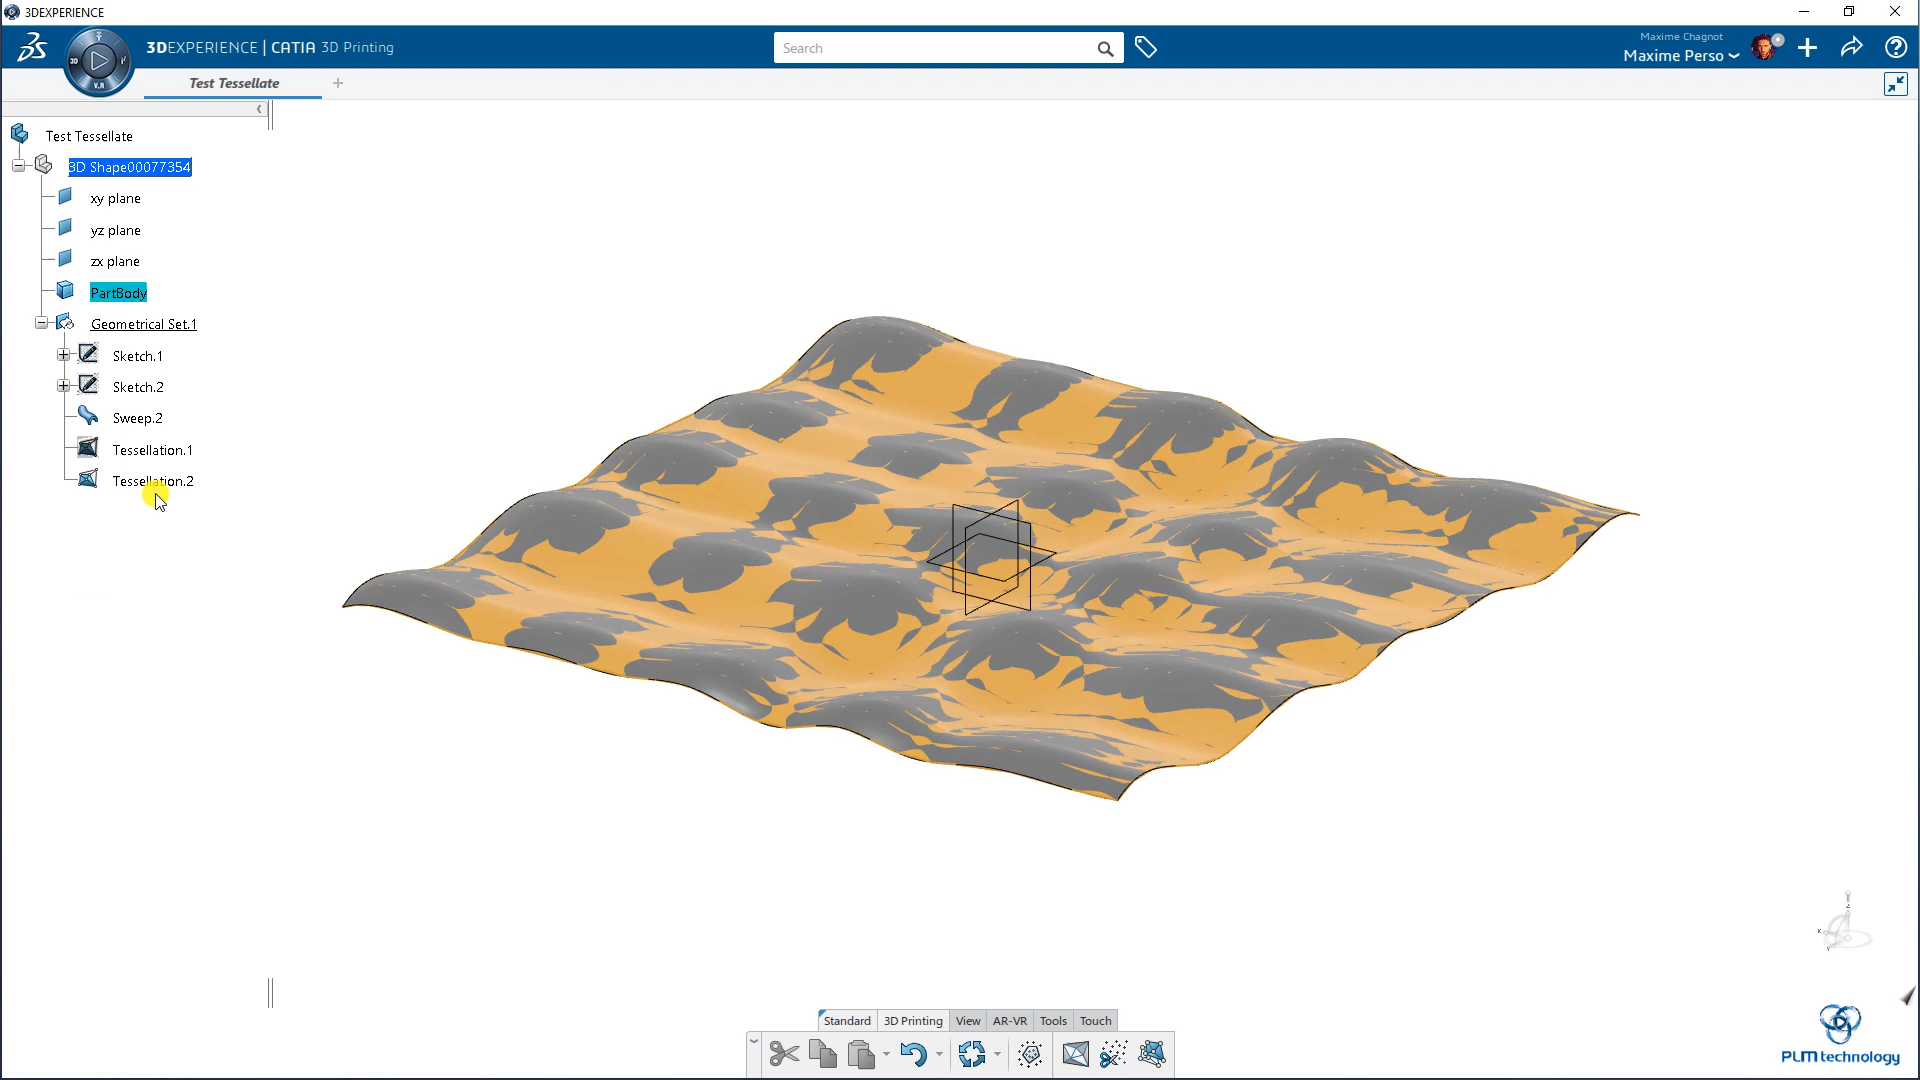 3DEXPERIENCE
3DEXPERIENCE | CATIA 3D Printing
Search
Maxime Chagnot
Maxime Perso
3D
V.R
Test Tessellate
Test Tessellate
3D Shape00077354
xy plane
yz plane
zx plane
PartBody
Geometrical Set.1
Sketch.1
Sketch.2
Sweep.2
Tessellation.1
Tessellation.2
Standard
3D Printing
View
AR-VR
Tools
Touch
PLMtechnology